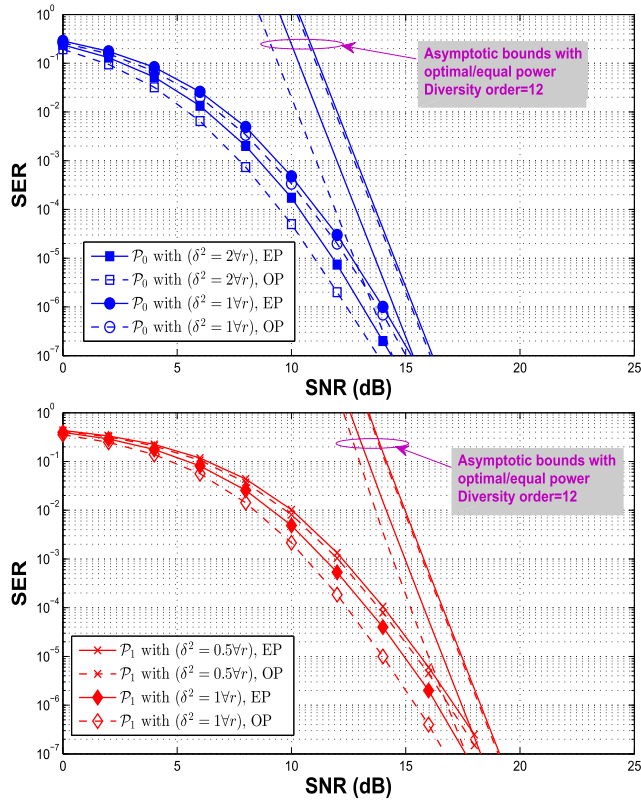 10⁰
10⁻¹
10⁻²
10⁻³
10⁻⁴
10⁻⁵
10⁻⁶
10⁻⁷
SER
Asymptotic bounds with
optimal/equal power
Diversity order=12
𝒫₀ with (δ² = 2∀r), EP
𝒫₀ with (δ² = 2∀r), OP
𝒫₀ with (δ² = 1∀r), EP
𝒫₀ with (δ² = 1∀r), OP
0 5 10 15 20 25
SNR (dB)
10⁰
10⁻¹
10⁻²
10⁻³
10⁻⁴
10⁻⁵
10⁻⁶
10⁻⁷
SER
Asymptotic bounds with
optimal/equal power
Diversity order=12
𝒫₁ with (δ² = 0.5∀r), EP
𝒫₁ with (δ² = 0.5∀r), OP
𝒫₁ with (δ² = 1∀r), EP
𝒫₁ with (δ² = 1∀r), OP
0 5 10 15 20 25
SNR (dB)